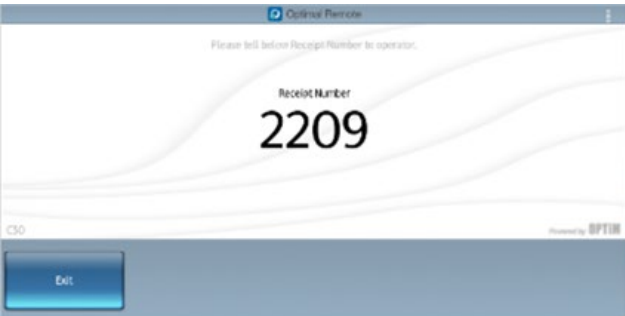 Optimal Remote
Please tell below Receipt Number to operator.
Receipt Number
2209
C50
Powered by OPTiM
Exit